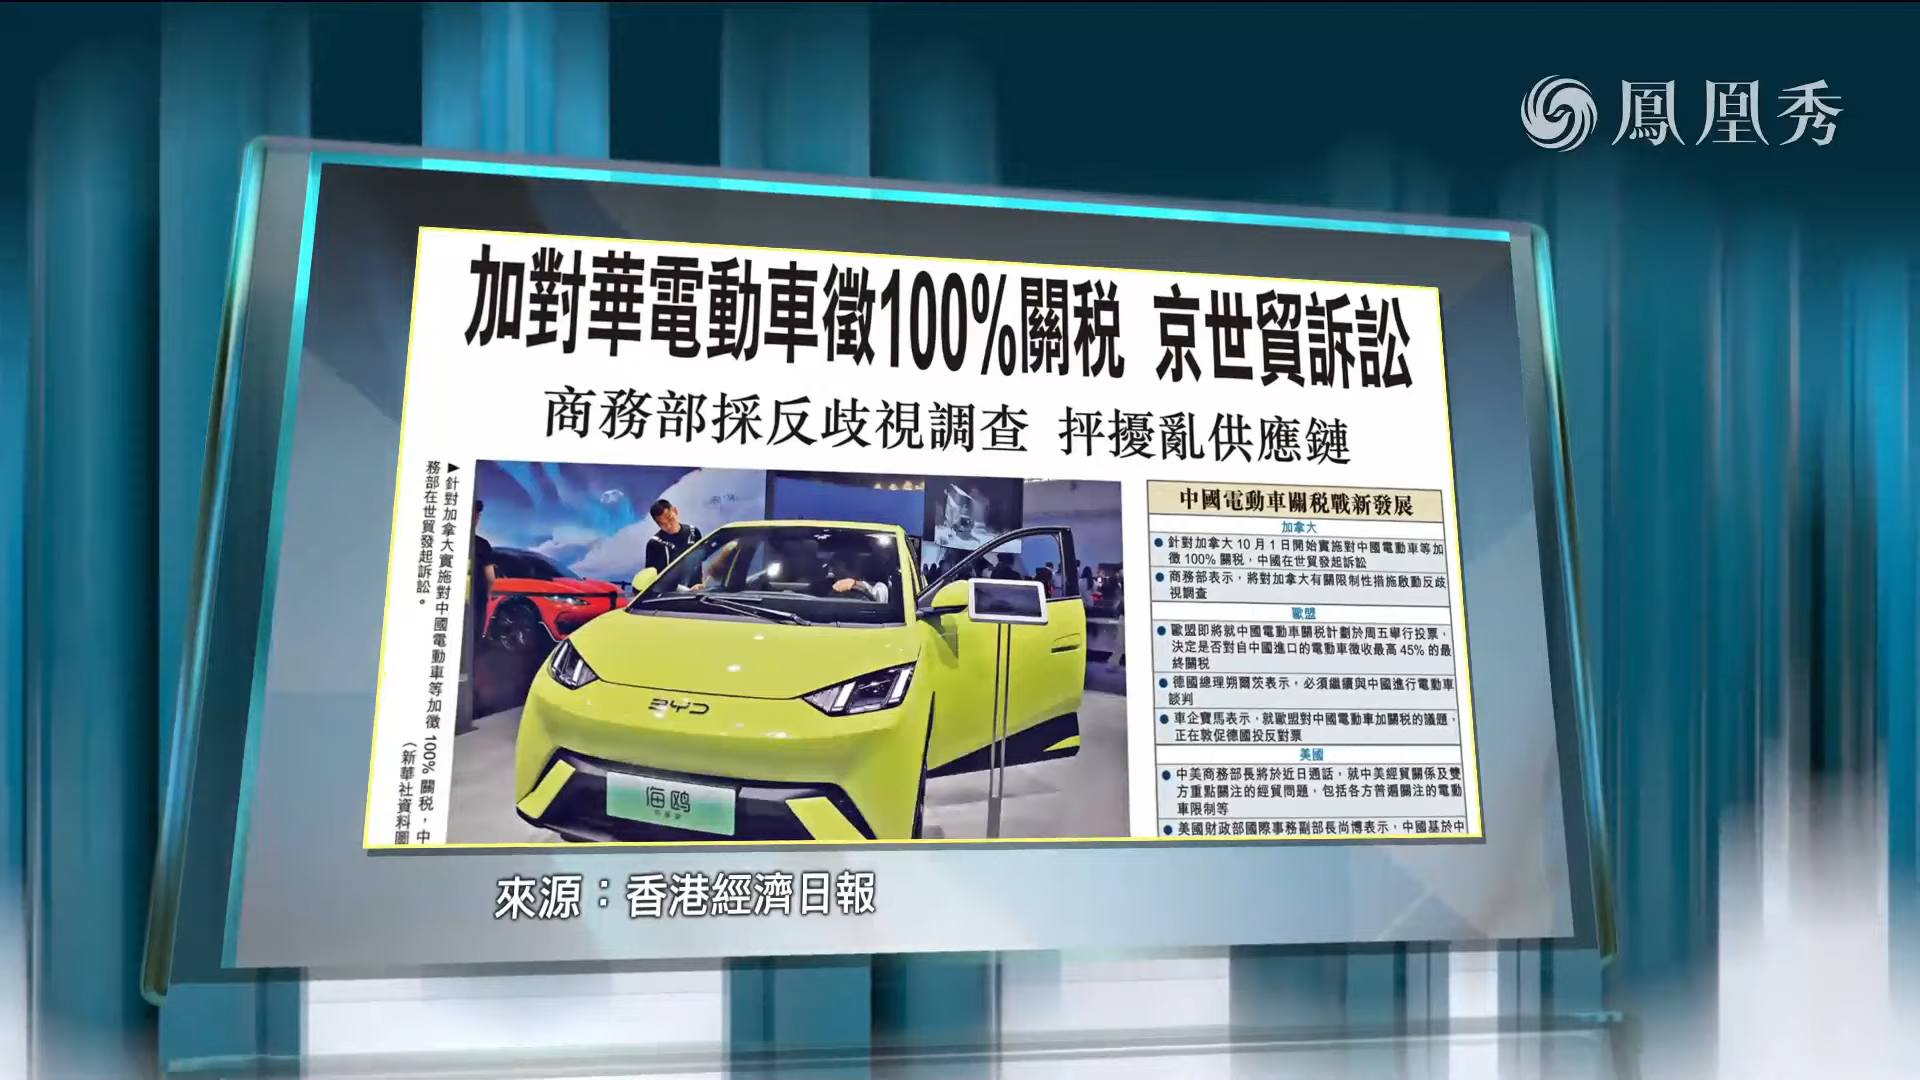 鳳凰秀
加對華電動車徵100%關税 京世貿訴訟
商務部採反歧視調查 抨擾亂供應鏈
▶針對加拿大實施對中國電動車等加徵100%關税，中
務部在世貿發起訴訟。
（新華社資料圖
BYD
海鸥
中國電動車關税戰新發展
加拿大
●針對加拿大10月1日開始實施對中國電動車等加
徵100%關税，中國在世貿發起訴訟
●商務部表示，將對加拿大有關限制性措施啟動反歧
視調查
歐盟
●歐盟即將就中國電動車關税計劃於周五舉行投票，
決定是否對自中國進口的電動車徵收最高45%的最
終關税
●德國總理朔爾茨表示，必須繼續與中國進行電動車
談判
●車企寶馬表示，就歐盟對中國電動車加關税的議題，
正在敦促德國投反對票
美國
●中美商務部長將於近日通話，就中美經貿關係及雙
方重點關注的經貿問題，包括各方普遍關注的電動
車限制等
●美國財政部國際事務副部長尚博表示，中國基於中
來源：香港經濟日報